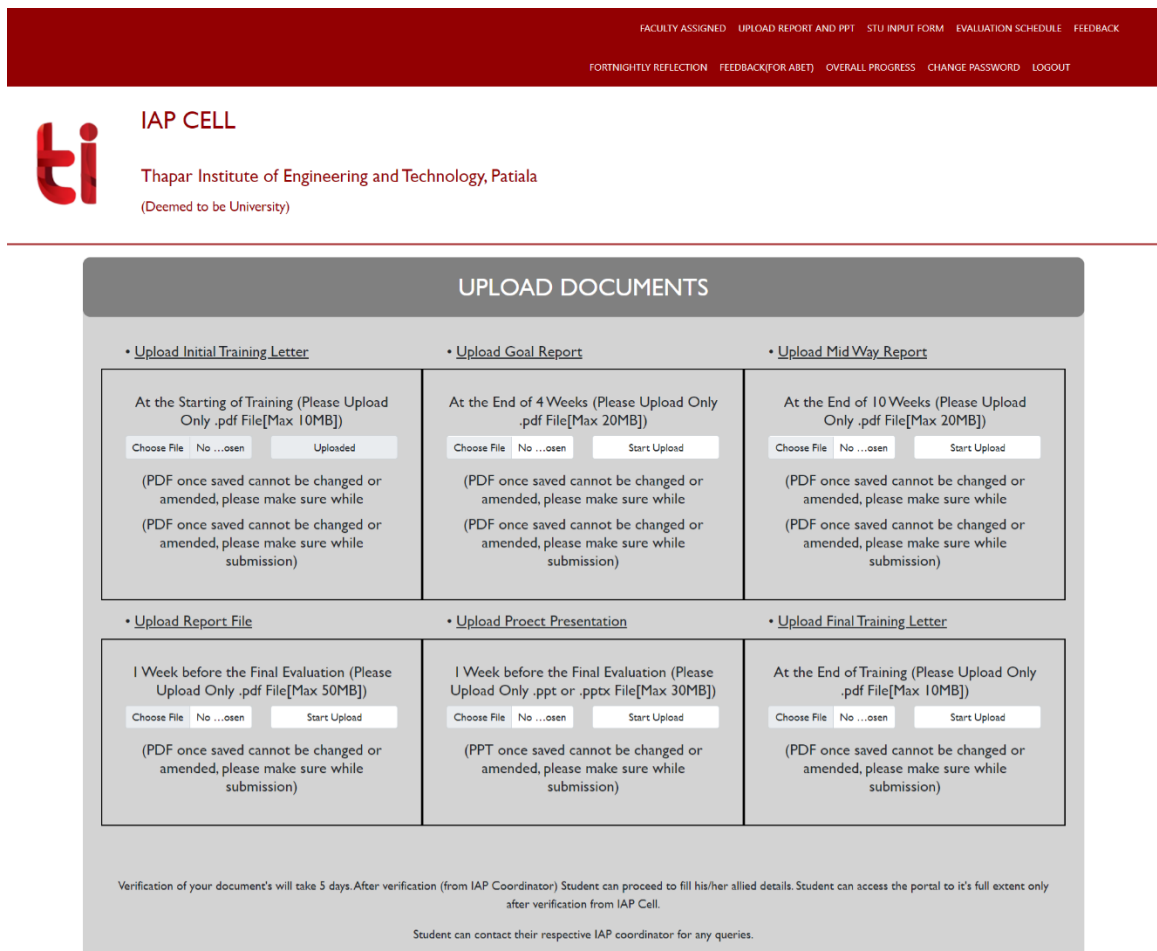 FACULTY ASSIGNED UPLOAD REPORT AND PPT STU INPUT FORM EVALUATION SCHEDULE FEEDBACK
FORTNIGHTLY REFLECTION FEEDBACK(FOR ABET) OVERALL PROGRESS CHANGE PASSWORD LOGOUT
ti
IAP CELL
Thapar Institute of Engineering and Technology, Patiala
(Deemed to be University)
UPLOAD DOCUMENTS
• Upload Initial Training Letter
At the Starting of Training (Please Upload
Only .pdf File[Max 10MB])
Choose File No ...osen Uploaded
(PDF once saved cannot be changed or
amended, please make sure while
(PDF once saved cannot be changed or
amended, please make sure while
submission)
• Upload Goal Report
At the End of 4 Weeks (Please Upload Only
.pdf File[Max 20MB])
Choose File No ...osen Start Upload
(PDF once saved cannot be changed or
amended, please make sure while
(PDF once saved cannot be changed or
amended, please make sure while
submission)
• Upload Mid Way Report
At the End of 10 Weeks (Please Upload
Only .pdf File[Max 20MB])
Choose File No ...osen Start Upload
(PDF once saved cannot be changed or
amended, please make sure while
(PDF once saved cannot be changed or
amended, please make sure while
submission)
• Upload Report File
1 Week before the Final Evaluation (Please
Upload Only .pdf File[Max 50MB])
Choose File No ...osen Start Upload
(PDF once saved cannot be changed or
amended, please make sure while
submission)
• Upload Proect Presentation
1 Week before the Final Evaluation (Please
Upload Only .ppt or .pptx File[Max 30MB])
Choose File No ...osen Start Upload
(PPT once saved cannot be changed or
amended, please make sure while
submission)
• Upload Final Training Letter
At the End of Training (Please Upload Only
.pdf File[Max 10MB])
Choose File No ...osen Start Upload
(PDF once saved cannot be changed or
amended, please make sure while
submission)
Verification of your document's will take 5 days. After verification (from IAP Coordinator) Student can proceed to fill his/her allied details. Student can access the portal to it's full extent only
after verification from IAP Cell.
Student can contact their respective IAP coordinator for any queries.